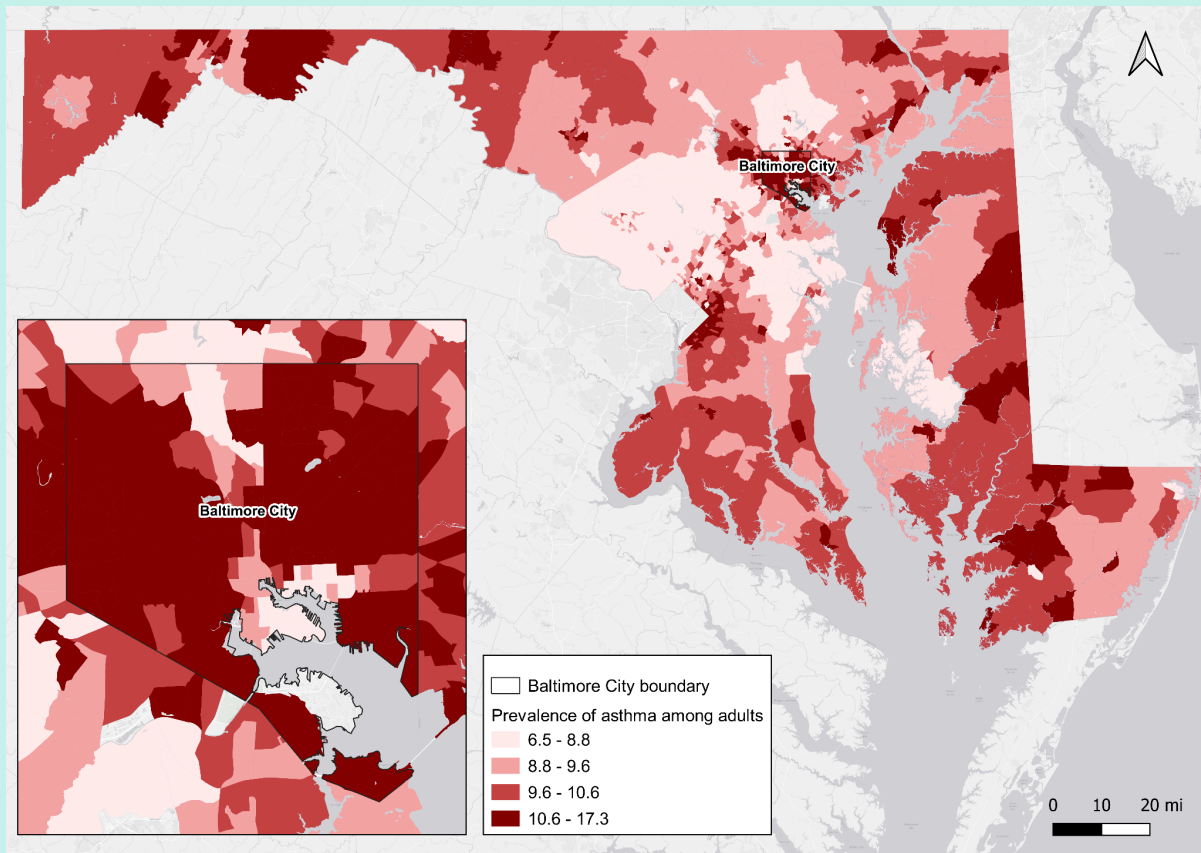 Baltimore City
Baltimore City
Baltimore City boundary
Prevalence of asthma among adults
6.5 - 8.8
8.8 - 9.6
9.6 - 10.6
10.6 - 17.3
0 10 20 mi